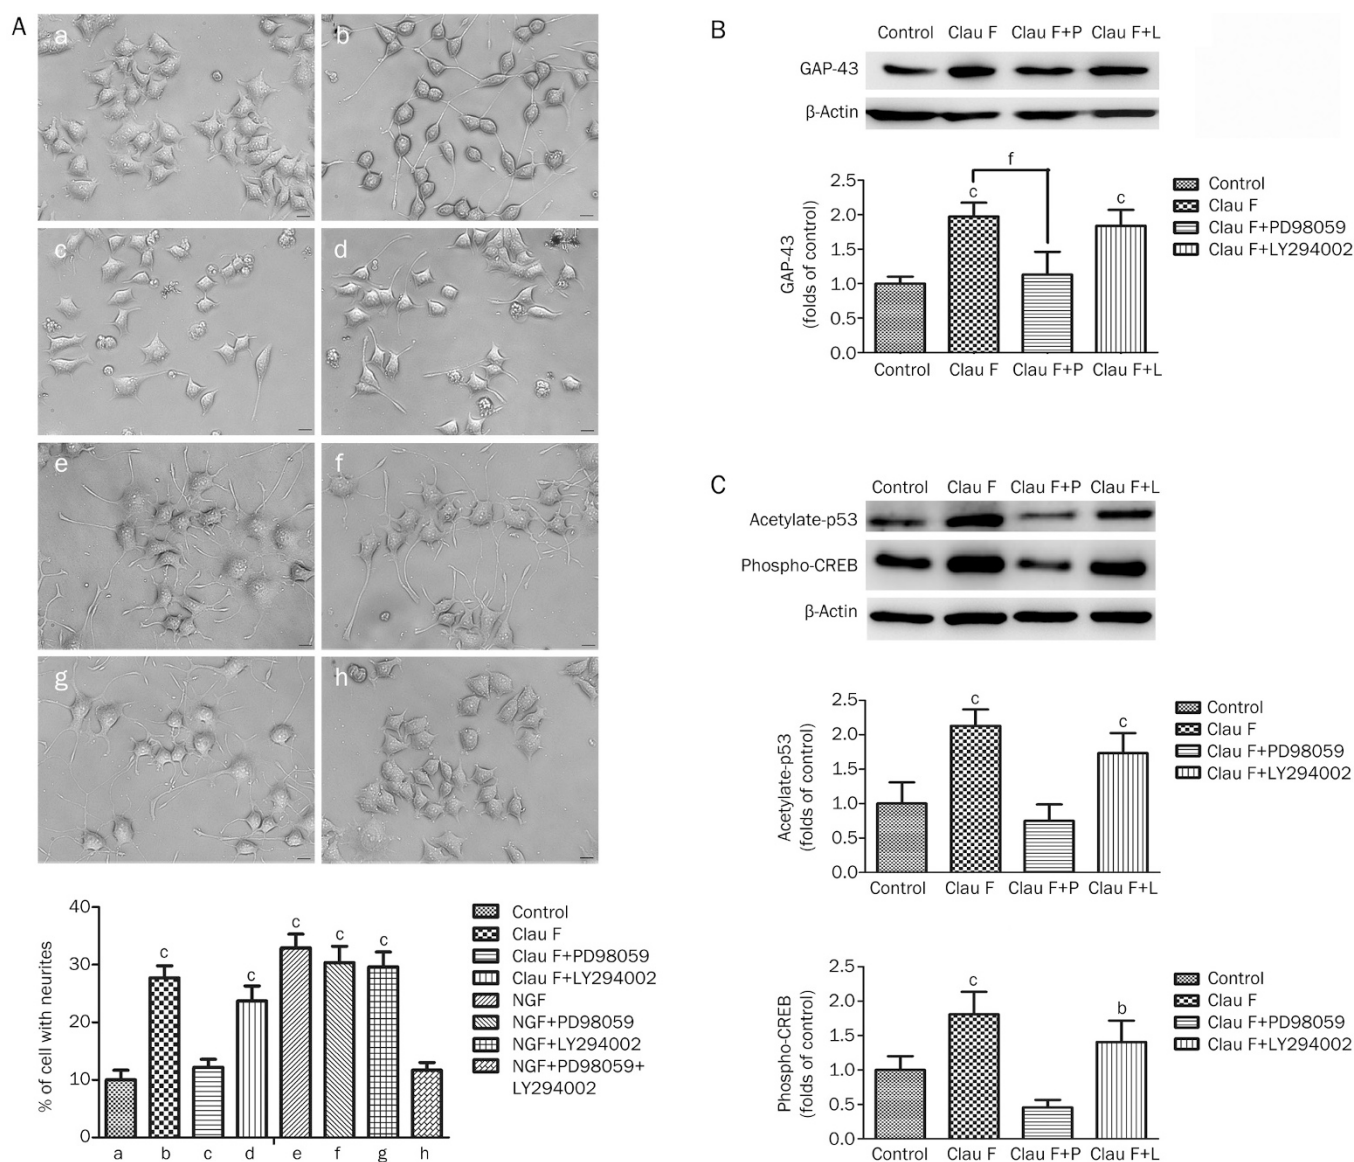 A
a
b
c
d
e
f
g
h
% of cell with neurites
40
30
20
10
0
c
c
c
c
c
a b c d e f g h
Control
Clau F
Clau F+PD98059
Clau F+LY294002
NGF
NGF+PD98059
NGF+LY294002
NGF+PD98059+
LY294002
B
Control Clau F Clau F+P Clau F+L
GAP-43
β-Actin
GAP-43
(folds of control)
2.5
2.0
1.5
1.0
0.5
0.0
f
c
c
Control Clau F Clau F+P Clau F+L
Control
Clau F
Clau F+PD98059
Clau F+LY294002
C
Control Clau F Clau F+P Clau F+L
Acetylate-p53
Phospho-CREB
β-Actin
Acetylate-p53
(folds of control)
2.5
2.0
1.5
1.0
0.5
0.0
c
c
Control Clau F Clau F+P Clau F+L
Control
Clau F
Clau F+PD98059
Clau F+LY294002
Phospho-CREB
(folds of control)
2.5
2.0
1.5
1.0
0.5
0.0
c
b
Control Clau F Clau F+P Clau F+L
Control
Clau F
Clau F+PD98059
Clau F+LY294002